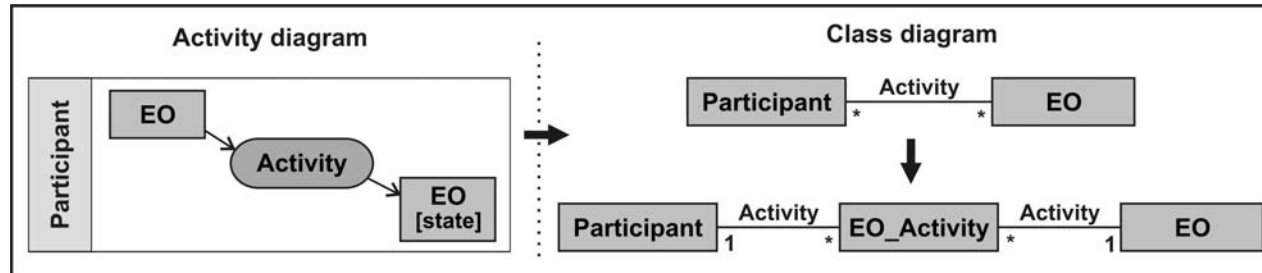 Activity diagram
Participant
EO
Activity
EO
[state]
Class diagram
Participant
Activity
*
*
EO
Participant
Activity
1
*
EO_Activity
Activity
*
1
EO